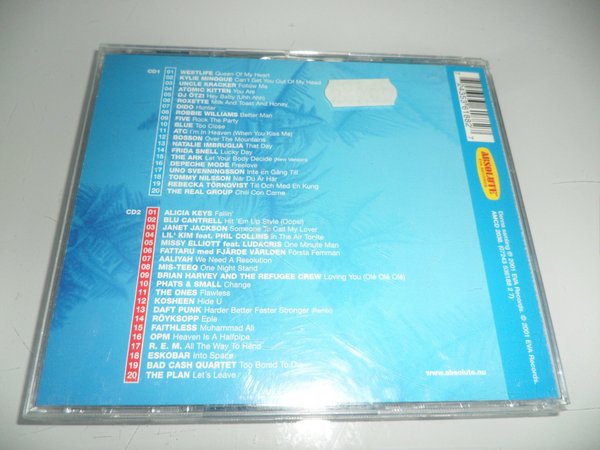 CD1
01 WESTLIFE Queen Of My Heart
02 KYLIE MINOGUE Can't Get You Out Of My Head
03 UNCLE KRACKER Follow Me
04 ATOMIC KITTEN You Are
05 DJ ÖTZI Hey Baby (Uhh Ahh)
06 ROXETTE Milk And Toast And Honey
07 DIDO Hunter
08 ROBBIE WILLIAMS Better Man
09 FIVE Rock The Party
10 BLUE Too Close
11 ATC I'm In Heaven (When You Kiss Me)
12 BOSSON Over The Mountains
13 NATALIE IMBRUGLIA That Day
14 FRIDA SNELL Lucky Day
15 THE ARK Let Your Body Decide (New Version)
16 DEPECHE MODE Freelove
17 UNO SVENNINGSSON Inte En Gång Till
18 TOMMY NILSSON När Du Är Här
19 REBECKA TÖRNQVIST Till Och Med En Kung
20 THE REAL GROUP Chili Con Carne
CD2
01 ALICIA KEYS Fallin'
02 BLU CANTRELL Hit 'Em Up Style (Oops!)
03 JANET JACKSON Someone To Call My Lover
04 LIL' KIM feat. PHIL COLLINS In The Air Tonite
05 MISSY ELLIOTT feat. LUDACRIS One Minute Man
06 FATTARU med FJÄRDE VÄRLDEN Första Femman
07 AALIYAH We Need A Resolution
08 MIS-TEEQ One Night Stand
09 BRIAN HARVEY AND THE REFUGEE CREW Loving You (Olé Olé Olé)
10 PHATS & SMALL Change
11 THE ONES Flawless
12 KOSHEEN Hide U
13 DAFT PUNK Harder Better Faster Stronger
14 RÖYKSOPP Eple
15 FAITHLESS Muhammad Ali
16 OPM Heaven Is A Halfpipe
17 R. E. M. All The Way To Reno
18 ESKOBAR Into Space
19 BAD CASH QUARTET Too Bored To Die
20 THE PLAN Let's Leave
www.absolute.nu
ABSOLUTE
© 2001 EVA Records. ℗ 2001 EVA Records.